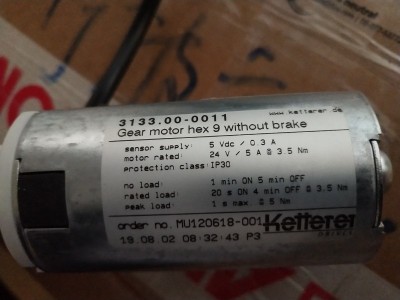 neutral
3133.00-0011
www.ketterer.de
Gear motor hex 9 without brake
sensor supply: 5 Vdc / 0.3 A
motor rated: 24 V / 5 A @ 3.5 Nm
protection class: IP30
no load: 1 min ON 5 min OFF
rated load: 20 s ON 4 min OFF @ 3.5 Nm
peak load: 1 s max @ 5 Nm
order no. MU120618-001
Ketterer
19.08.02 08:32:43 P3